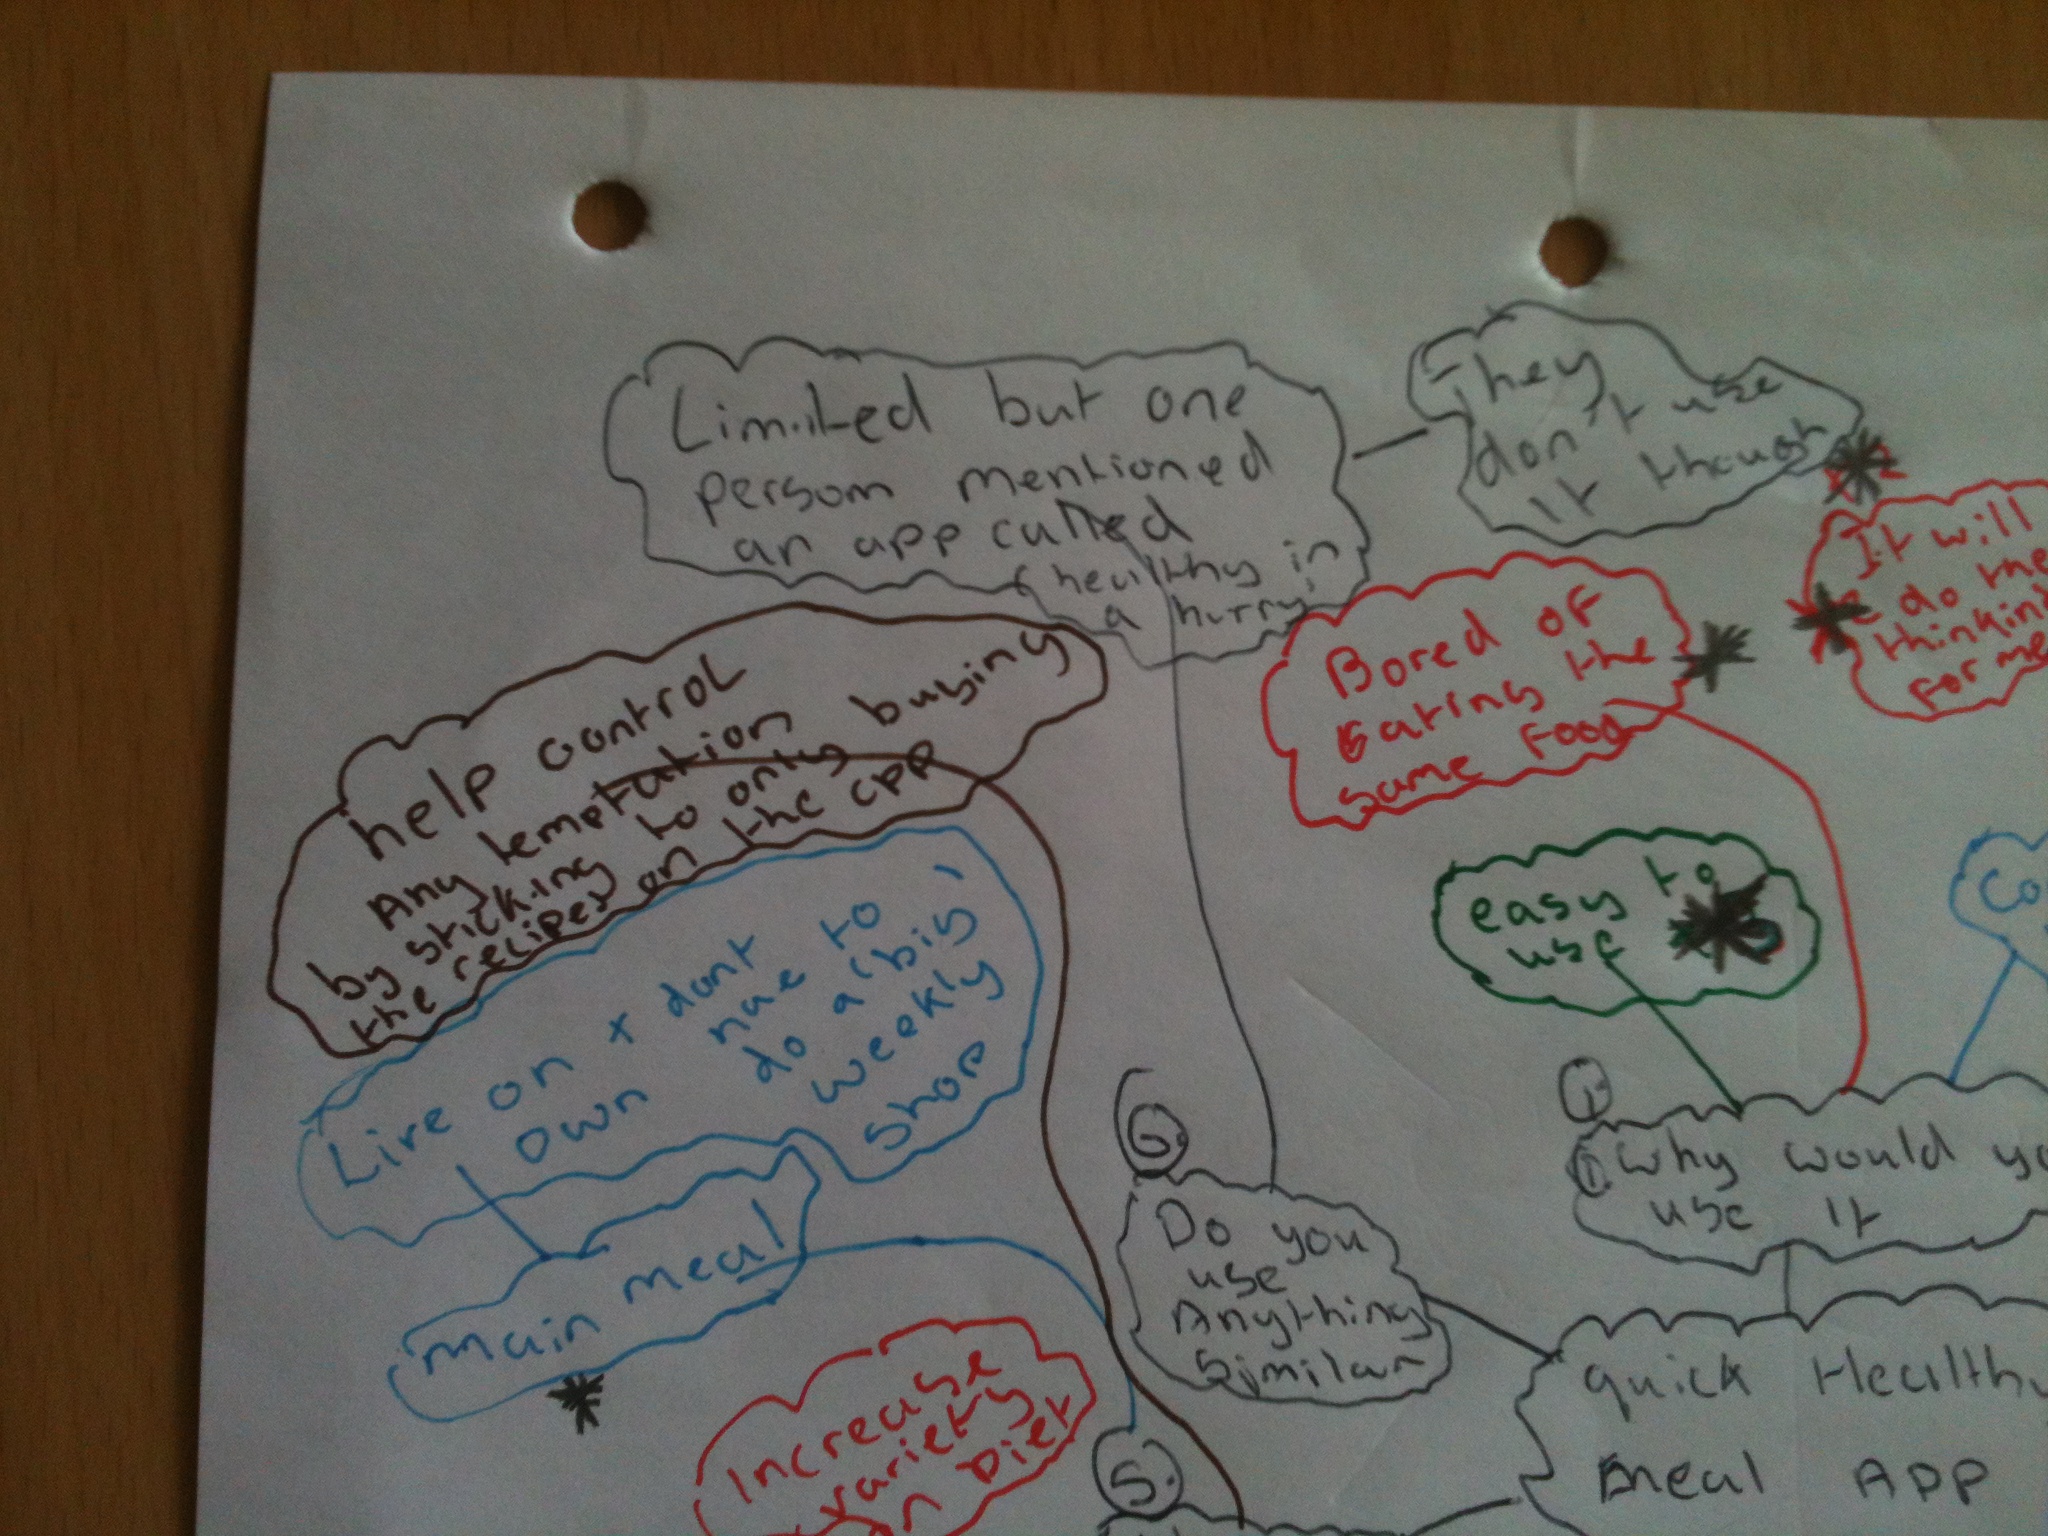 Limited but one
person mentioned
an app called
'healthy in
a hurry'
They
don't use
it though
It will
do the
thinking
for me
Bored of
Eating the
same food
help control
Any temptation buying
by sticking to only
the recipes on the app
easy to
use
Co
Live on + dont
own have to
do a 'big'
weekly
shop
main meal
6.
Do you
use
Anything
Similar
1.
Why would yo
use it
quick Healthy
meal App
Increase
variety
in Diet
5.